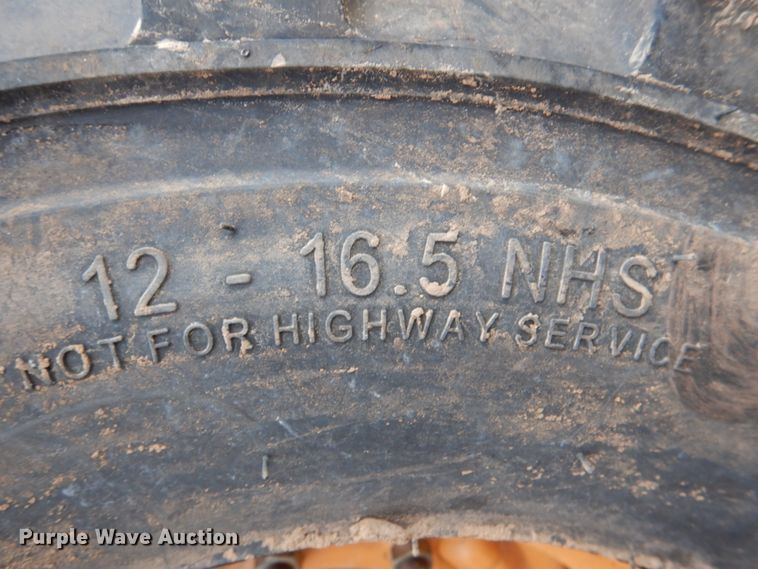 12 - 16.5 NHS
NOT FOR HIGHWAY SERVICE
Purple Wave Auction